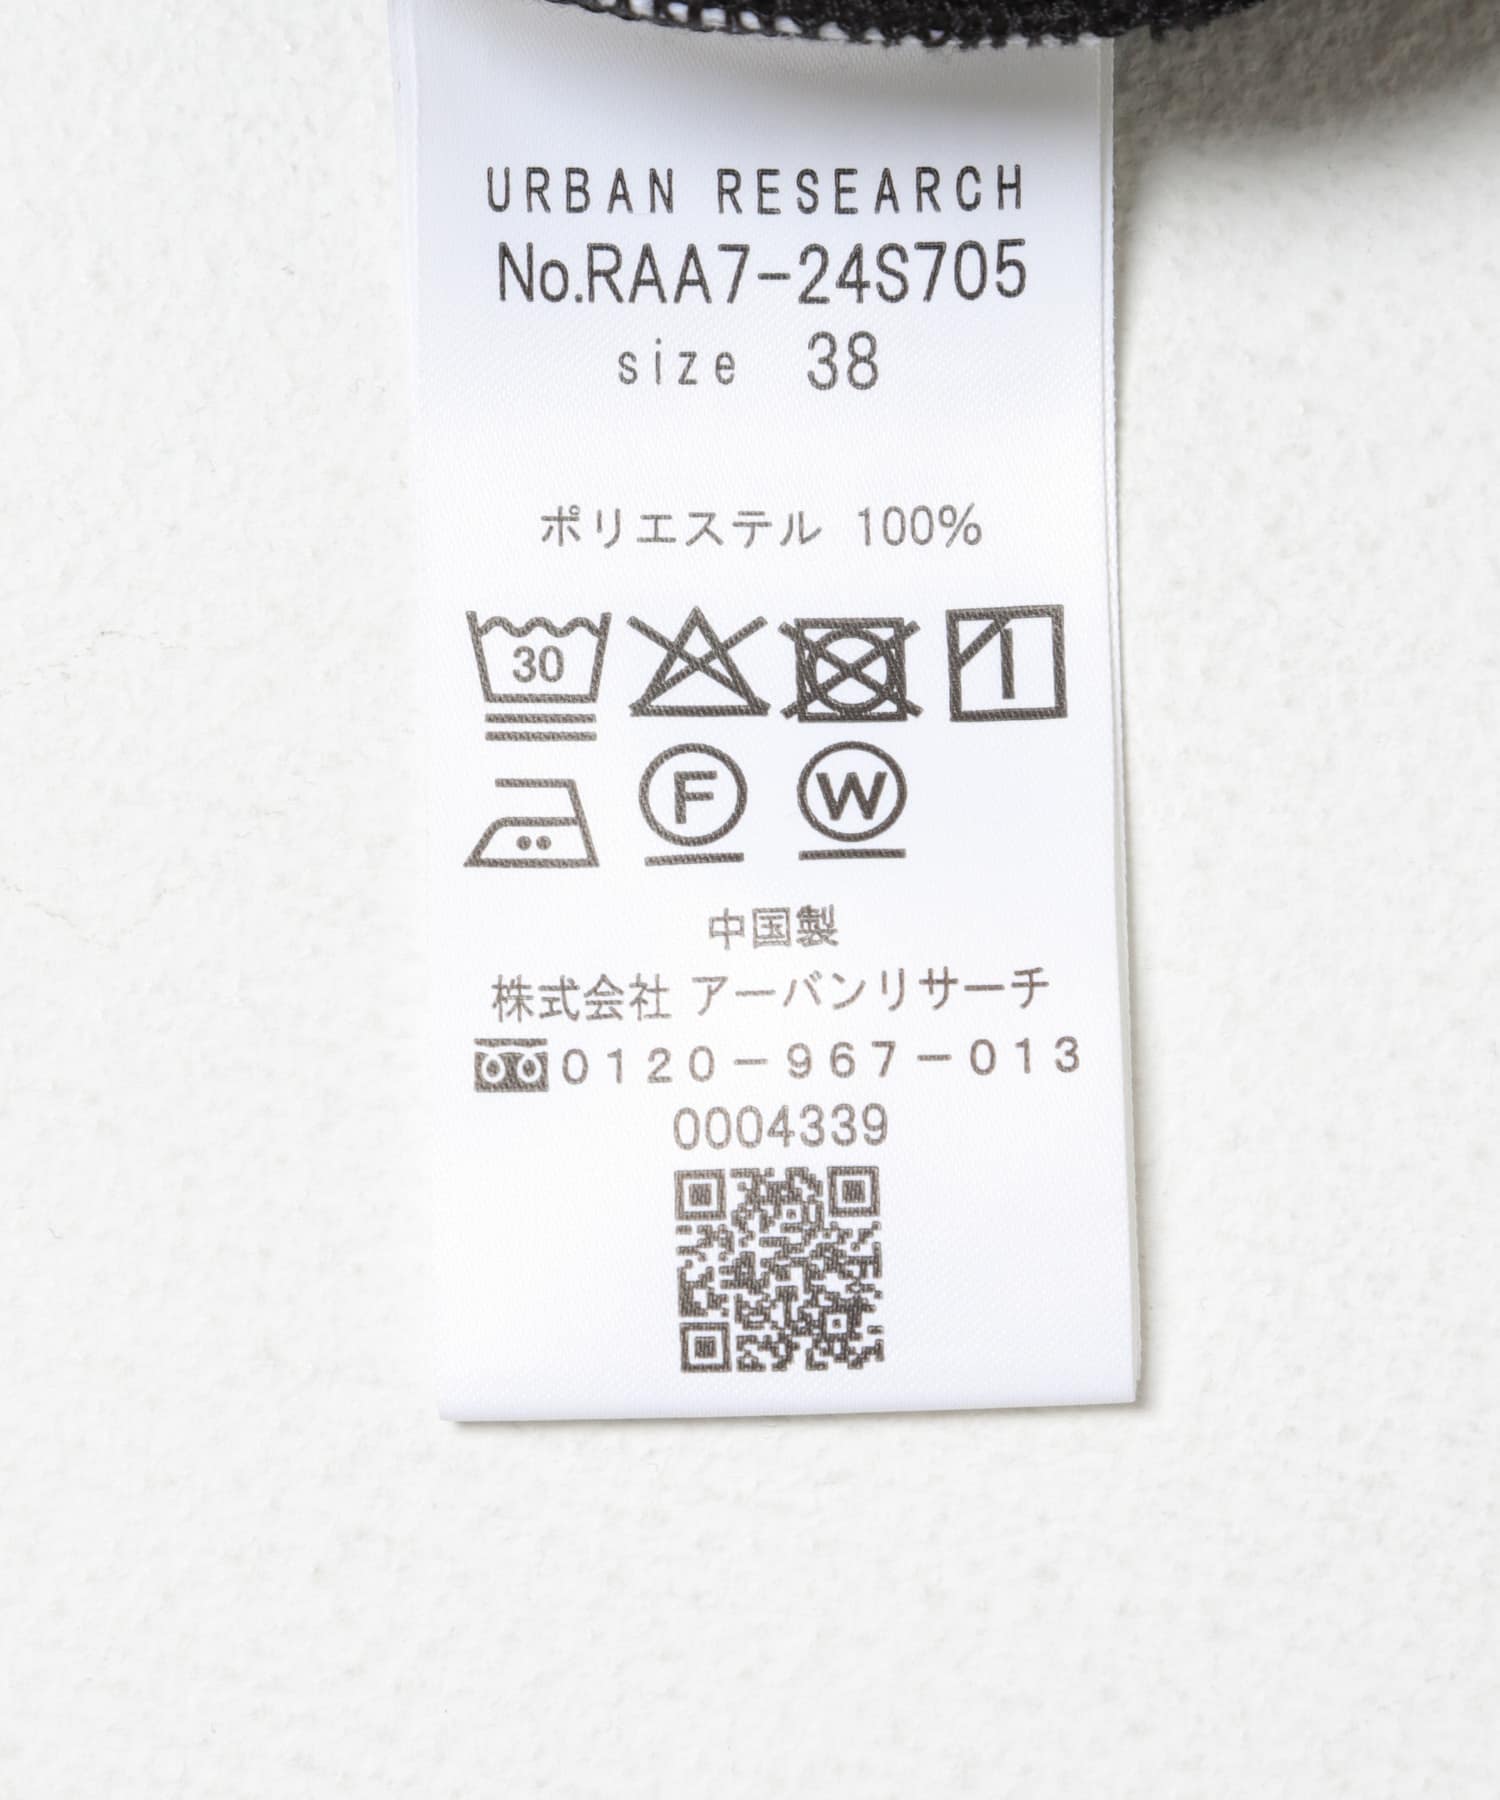 URBAN RESEARCH
No.RAA7-24S705
size 38
ポリエステル 100%
30
F W
中国製
株式会社 アーバンリサーチ
0120-967-013
0004339